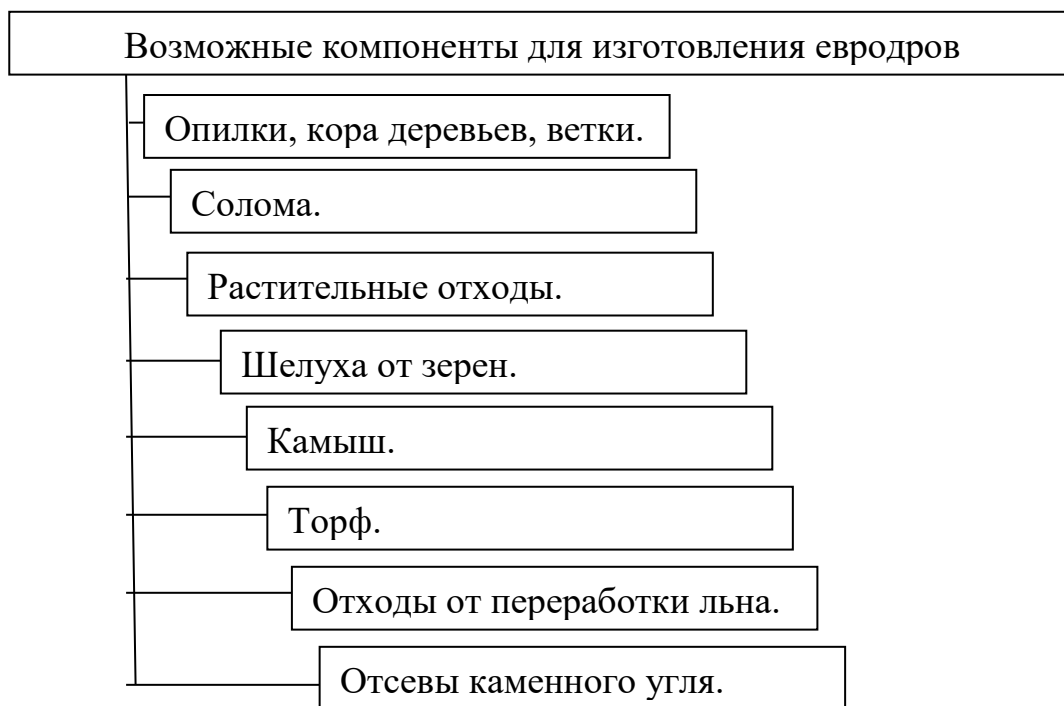 Возможные компоненты для изготовления евродров
Опилки, кора деревьев, ветки.
Солома.
Растительные отходы.
Шелуха от зерен.
Камыш.
Торф.
Отходы от переработки льна.
Отсевы каменного угля.